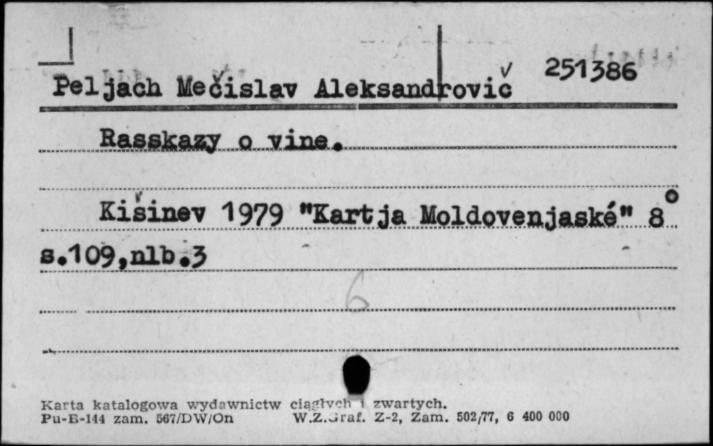 251386
Peljach Mečislav Aleksandrovič
Rasskazy o vine.
Kišinev 1979 "Kartja Moldovenjaské" 8°
s.109,nlb.3
6
Karta katalogowa wydawnictw ciągłych i zwartych.
Pu-B-144 zam. 567/DW/On W.Z.Graf. Z-2, Zam. 502/77, 6 400 000